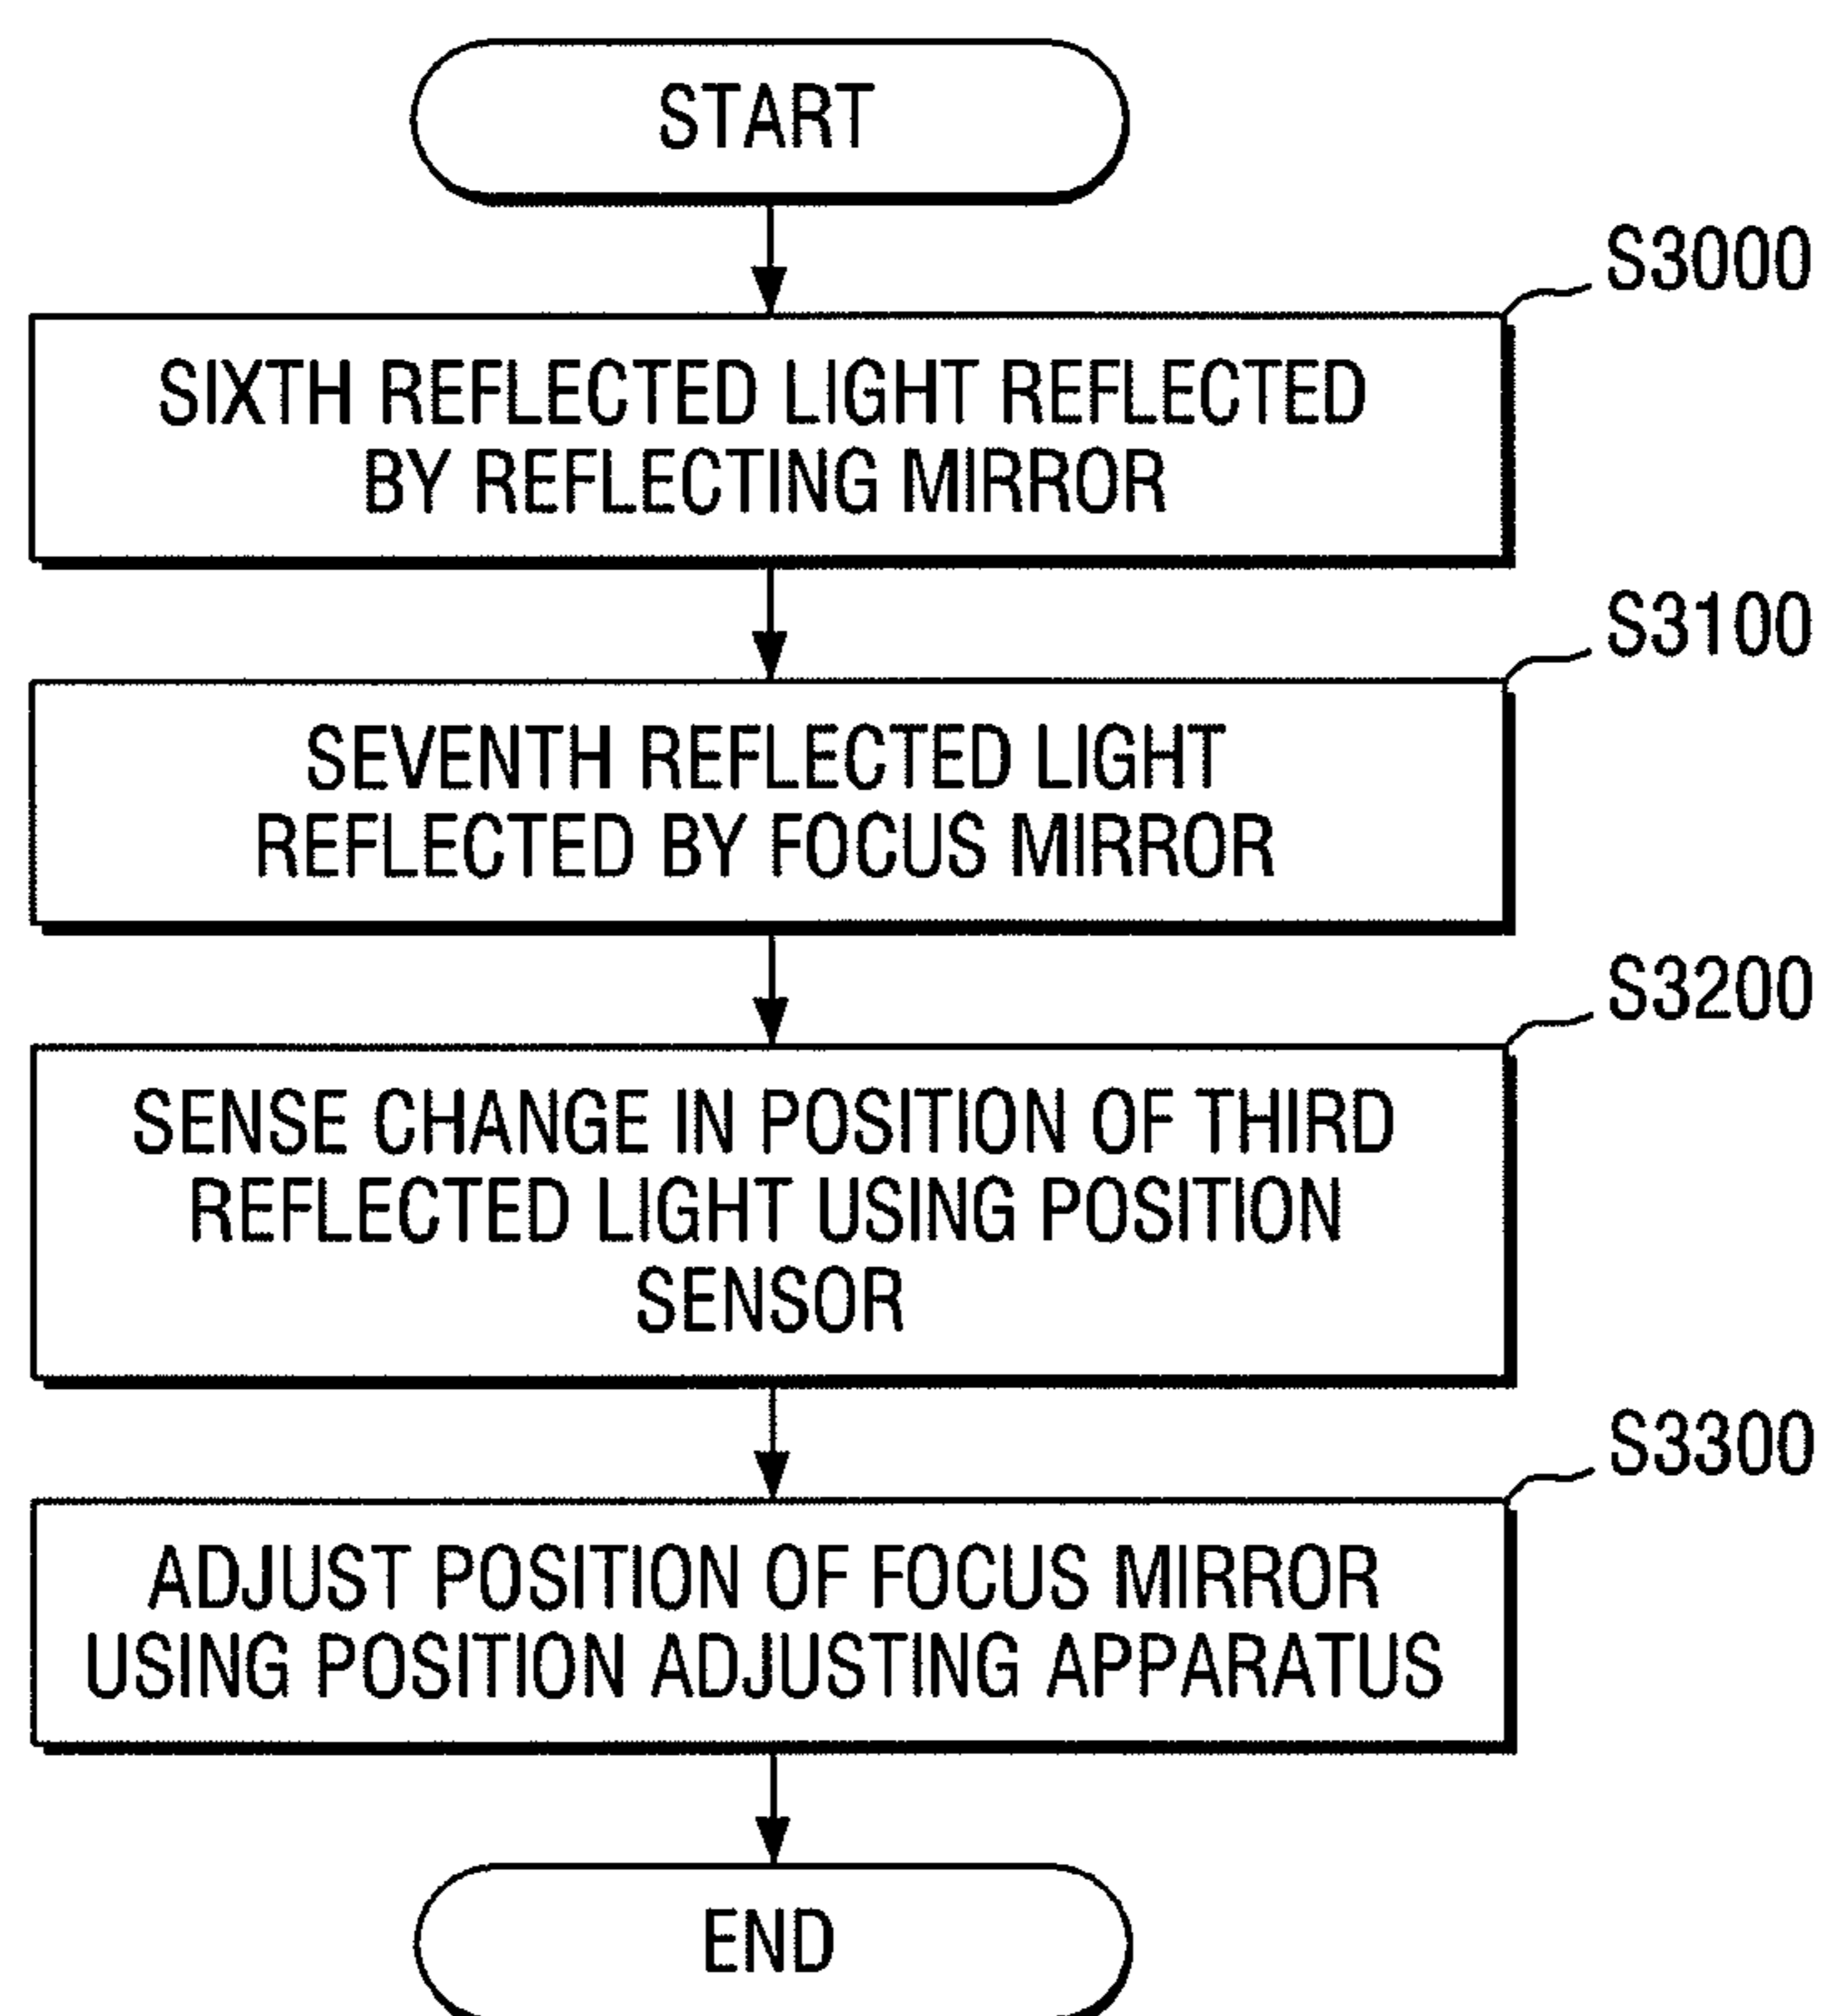 START
S3000
SIXTH REFLECTED LIGHT REFLECTED
BY REFLECTING MIRROR
S3100
SEVENTH REFLECTED LIGHT
REFLECTED BY FOCUS MIRROR
S3200
SENSE CHANGE IN POSITION OF THIRD
REFLECTED LIGHT USING POSITION
SENSOR
S3300
ADJUST POSITION OF FOCUS MIRROR
USING POSITION ADJUSTING APPARATUS
END